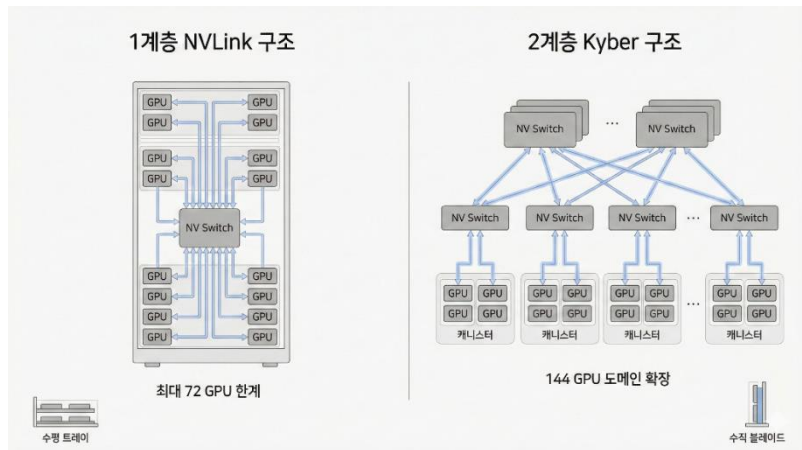 1계층 NVLink 구조
GPU GPU
GPU GPU
GPU GPU
GPU GPU
NV Switch
GPU GPU
GPU GPU
GPU GPU
GPU GPU
최대 72 GPU 한계
수평 트레이
2계층 Kyber 구조
NV Switch ... NV Switch
NV Switch NV Switch NV Switch ... NV Switch
GPU GPU GPU GPU GPU GPU GPU GPU
GPU GPU GPU GPU GPU GPU ... GPU GPU
캐니스터 캐니스터 캐니스터 캐니스터
144 GPU 도메인 확장
수직 블레이드